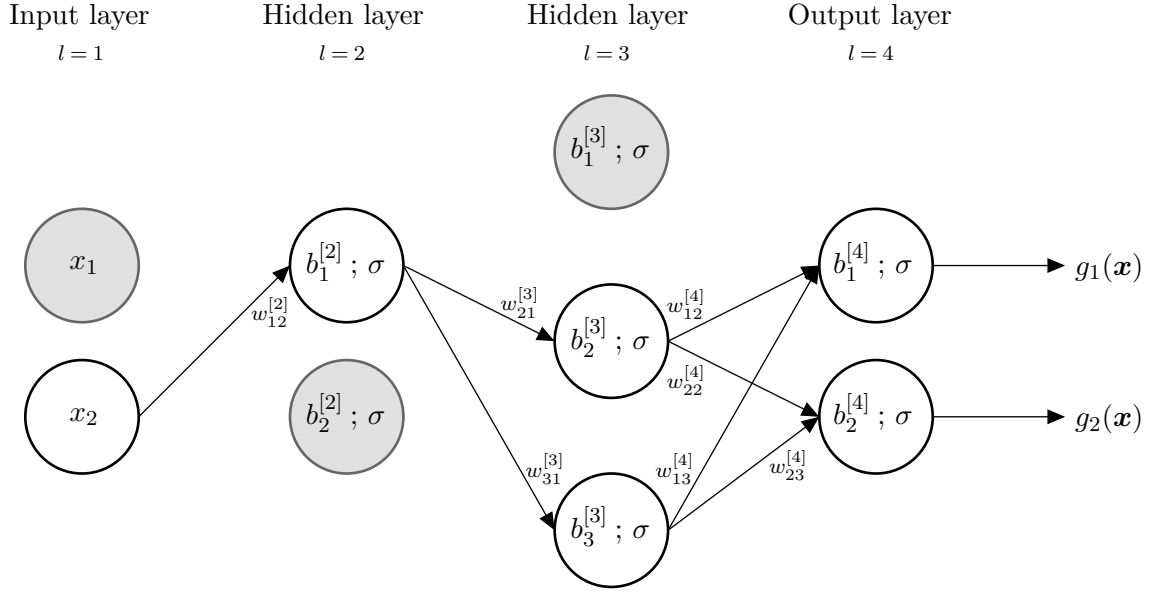 Input layer Hidden layer Hidden layer Output layer
l = 1 l = 2 l = 3 l = 4
b_1^{[3]} ; σ
x_1 b_1^{[2]} ; σ b_1^{[4]} ; σ g_1(𝒙)
w_{12}^{[2]} w_{21}^{[3]} w_{12}^{[4]}
b_2^{[3]} ; σ
w_{22}^{[4]}
x_2 b_2^{[2]} ; σ b_2^{[4]} ; σ g_2(𝒙)
w_{31}^{[3]} w_{13}^{[4]} w_{23}^{[4]}
b_3^{[3]} ; σ